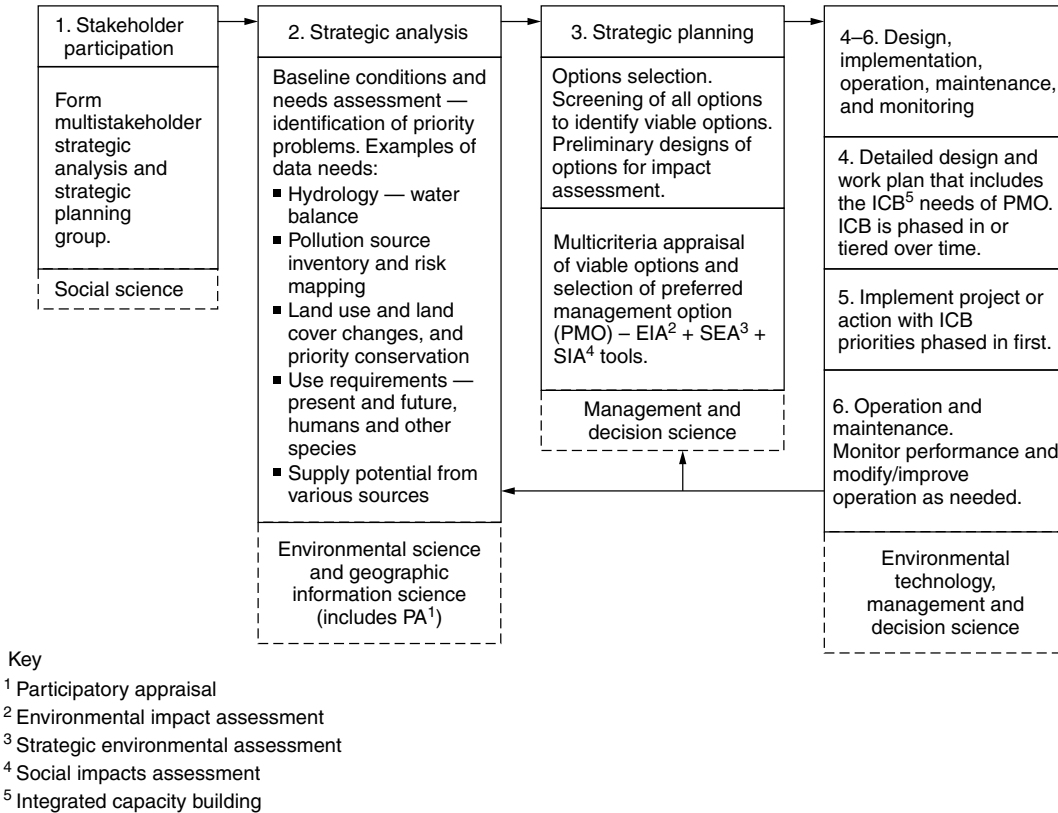 1. Stakeholder
participation
Form
multistakeholder
strategic
analysis and
strategic
planning
group.
Social science
2. Strategic analysis
Baseline conditions and
needs assessment —
identification of priority
problems. Examples of
data needs:
▪ Hydrology — water
balance
▪ Pollution source
inventory and risk
mapping
▪ Land use and land
cover changes, and
priority conservation
▪ Use requirements —
present and future,
humans and other
species
▪ Supply potential from
various sources
Environmental science
and geographic
information science
(includes PA¹)
3. Strategic planning
Options selection.
Screening of all options
to identify viable options.
Preliminary designs of
options for impact
assessment.
Multicriteria appraisal
of viable options and
selection of preferred
management option
(PMO) – EIA² + SEA³ +
SIA⁴ tools.
Management and
decision science
4–6. Design,
implementation,
operation, maintenance,
and monitoring
4. Detailed design and
work plan that includes
the ICB⁵ needs of PMO.
ICB is phased in or
tiered over time.
5. Implement project or
action with ICB
priorities phased in first.
6. Operation and
maintenance.
Monitor performance and
modify/improve
operation as needed.
Environmental
technology,
management and
decision science
Key
¹ Participatory appraisal
² Environmental impact assessment
³ Strategic environmental assessment
⁴ Social impacts assessment
⁵ Integrated capacity building